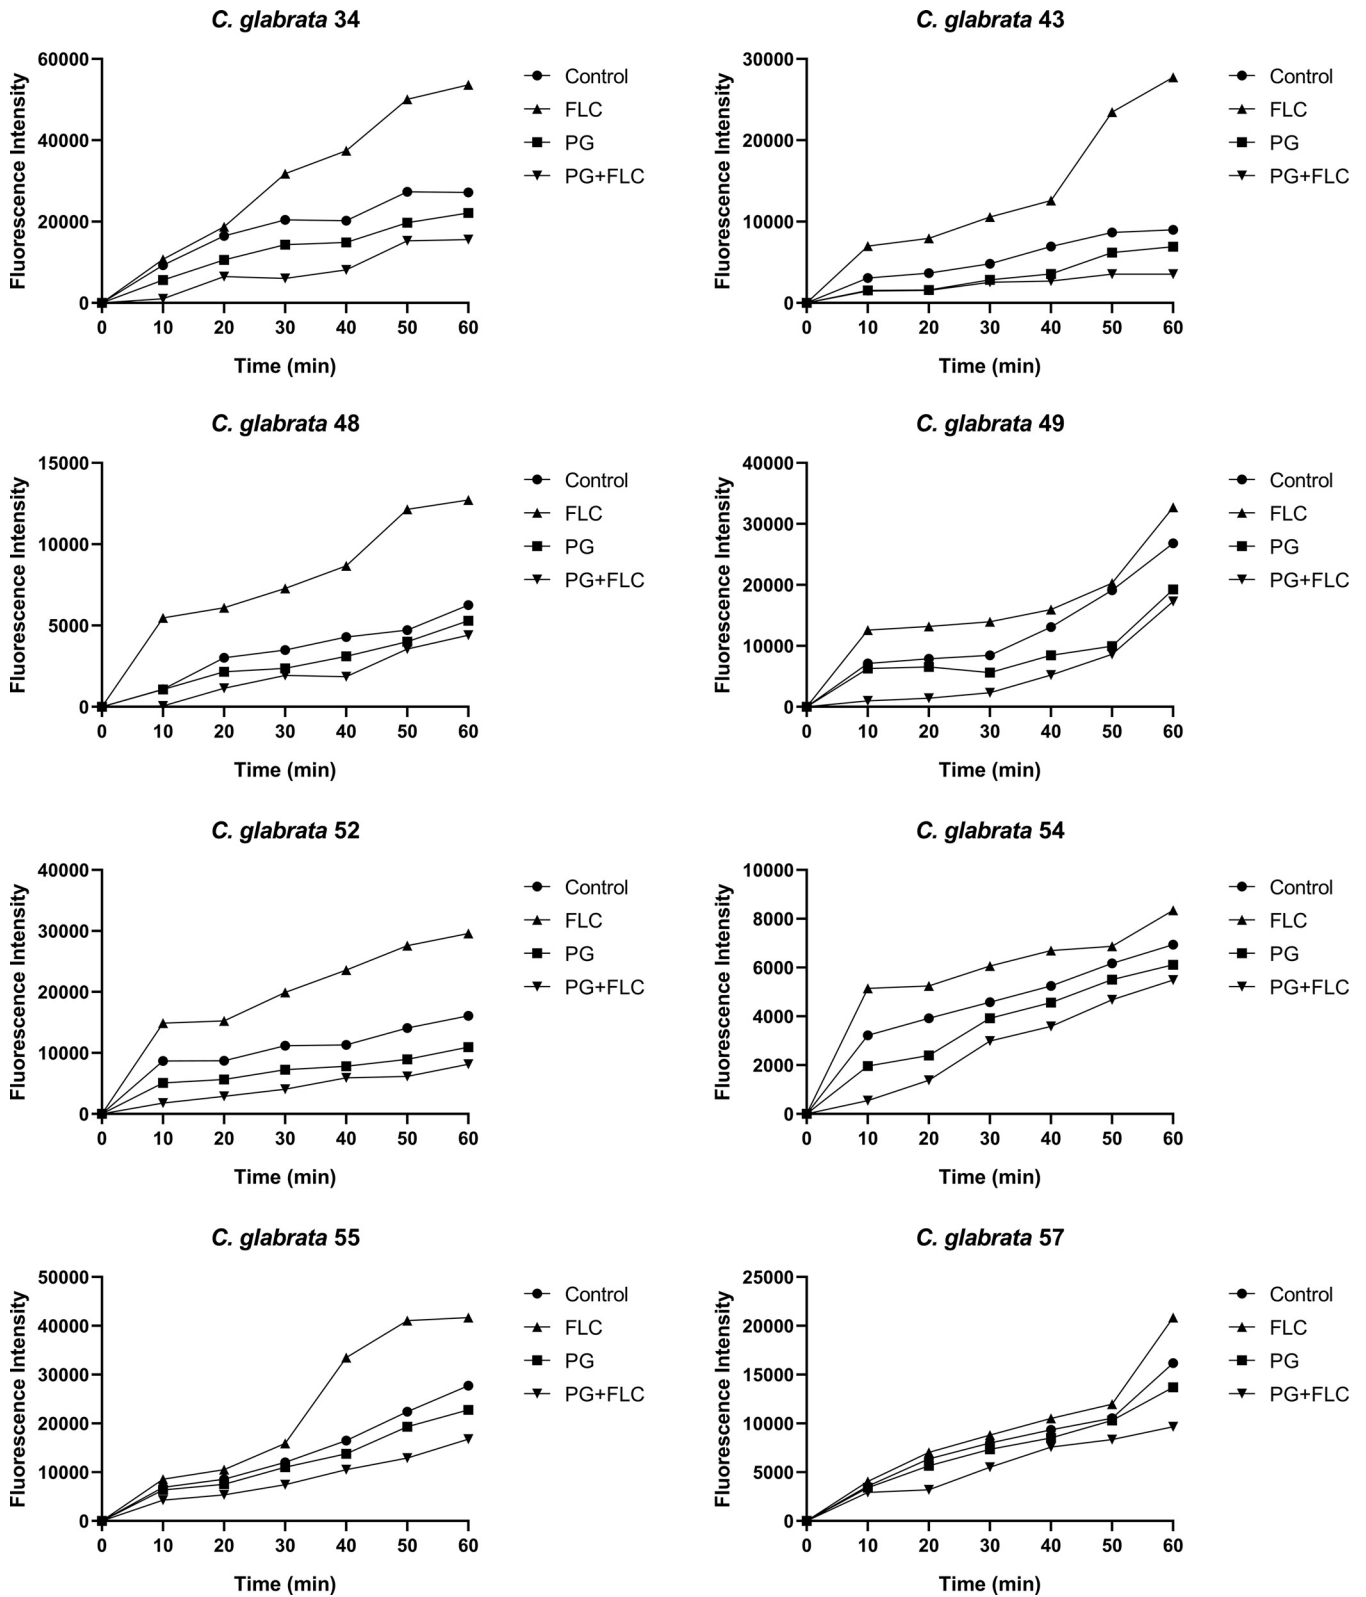 C. glabrata 34
Fluorescence Intensity
60000
40000
20000
0
0 10 20 30 40 50 60
Time (min)
Control
FLC
PG
PG+FLC
C. glabrata 43
Fluorescence Intensity
30000
20000
10000
0
0 10 20 30 40 50 60
Time (min)
Control
FLC
PG
PG+FLC
C. glabrata 48
Fluorescence Intensity
15000
10000
5000
0
0 10 20 30 40 50 60
Time (min)
Control
FLC
PG
PG+FLC
C. glabrata 49
Fluorescence Intensity
40000
30000
20000
10000
0
0 10 20 30 40 50 60
Time (min)
Control
FLC
PG
PG+FLC
C. glabrata 52
Fluorescence Intensity
40000
30000
20000
10000
0
0 10 20 30 40 50 60
Time (min)
Control
FLC
PG
PG+FLC
C. glabrata 54
Fluorescence Intensity
10000
8000
6000
4000
2000
0
0 10 20 30 40 50 60
Time (min)
Control
FLC
PG
PG+FLC
C. glabrata 55
Fluorescence Intensity
50000
40000
30000
20000
10000
0
0 10 20 30 40 50 60
Time (min)
Control
FLC
PG
PG+FLC
C. glabrata 57
Fluorescence Intensity
25000
20000
15000
10000
5000
0
0 10 20 30 40 50 60
Time (min)
Control
FLC
PG
PG+FLC